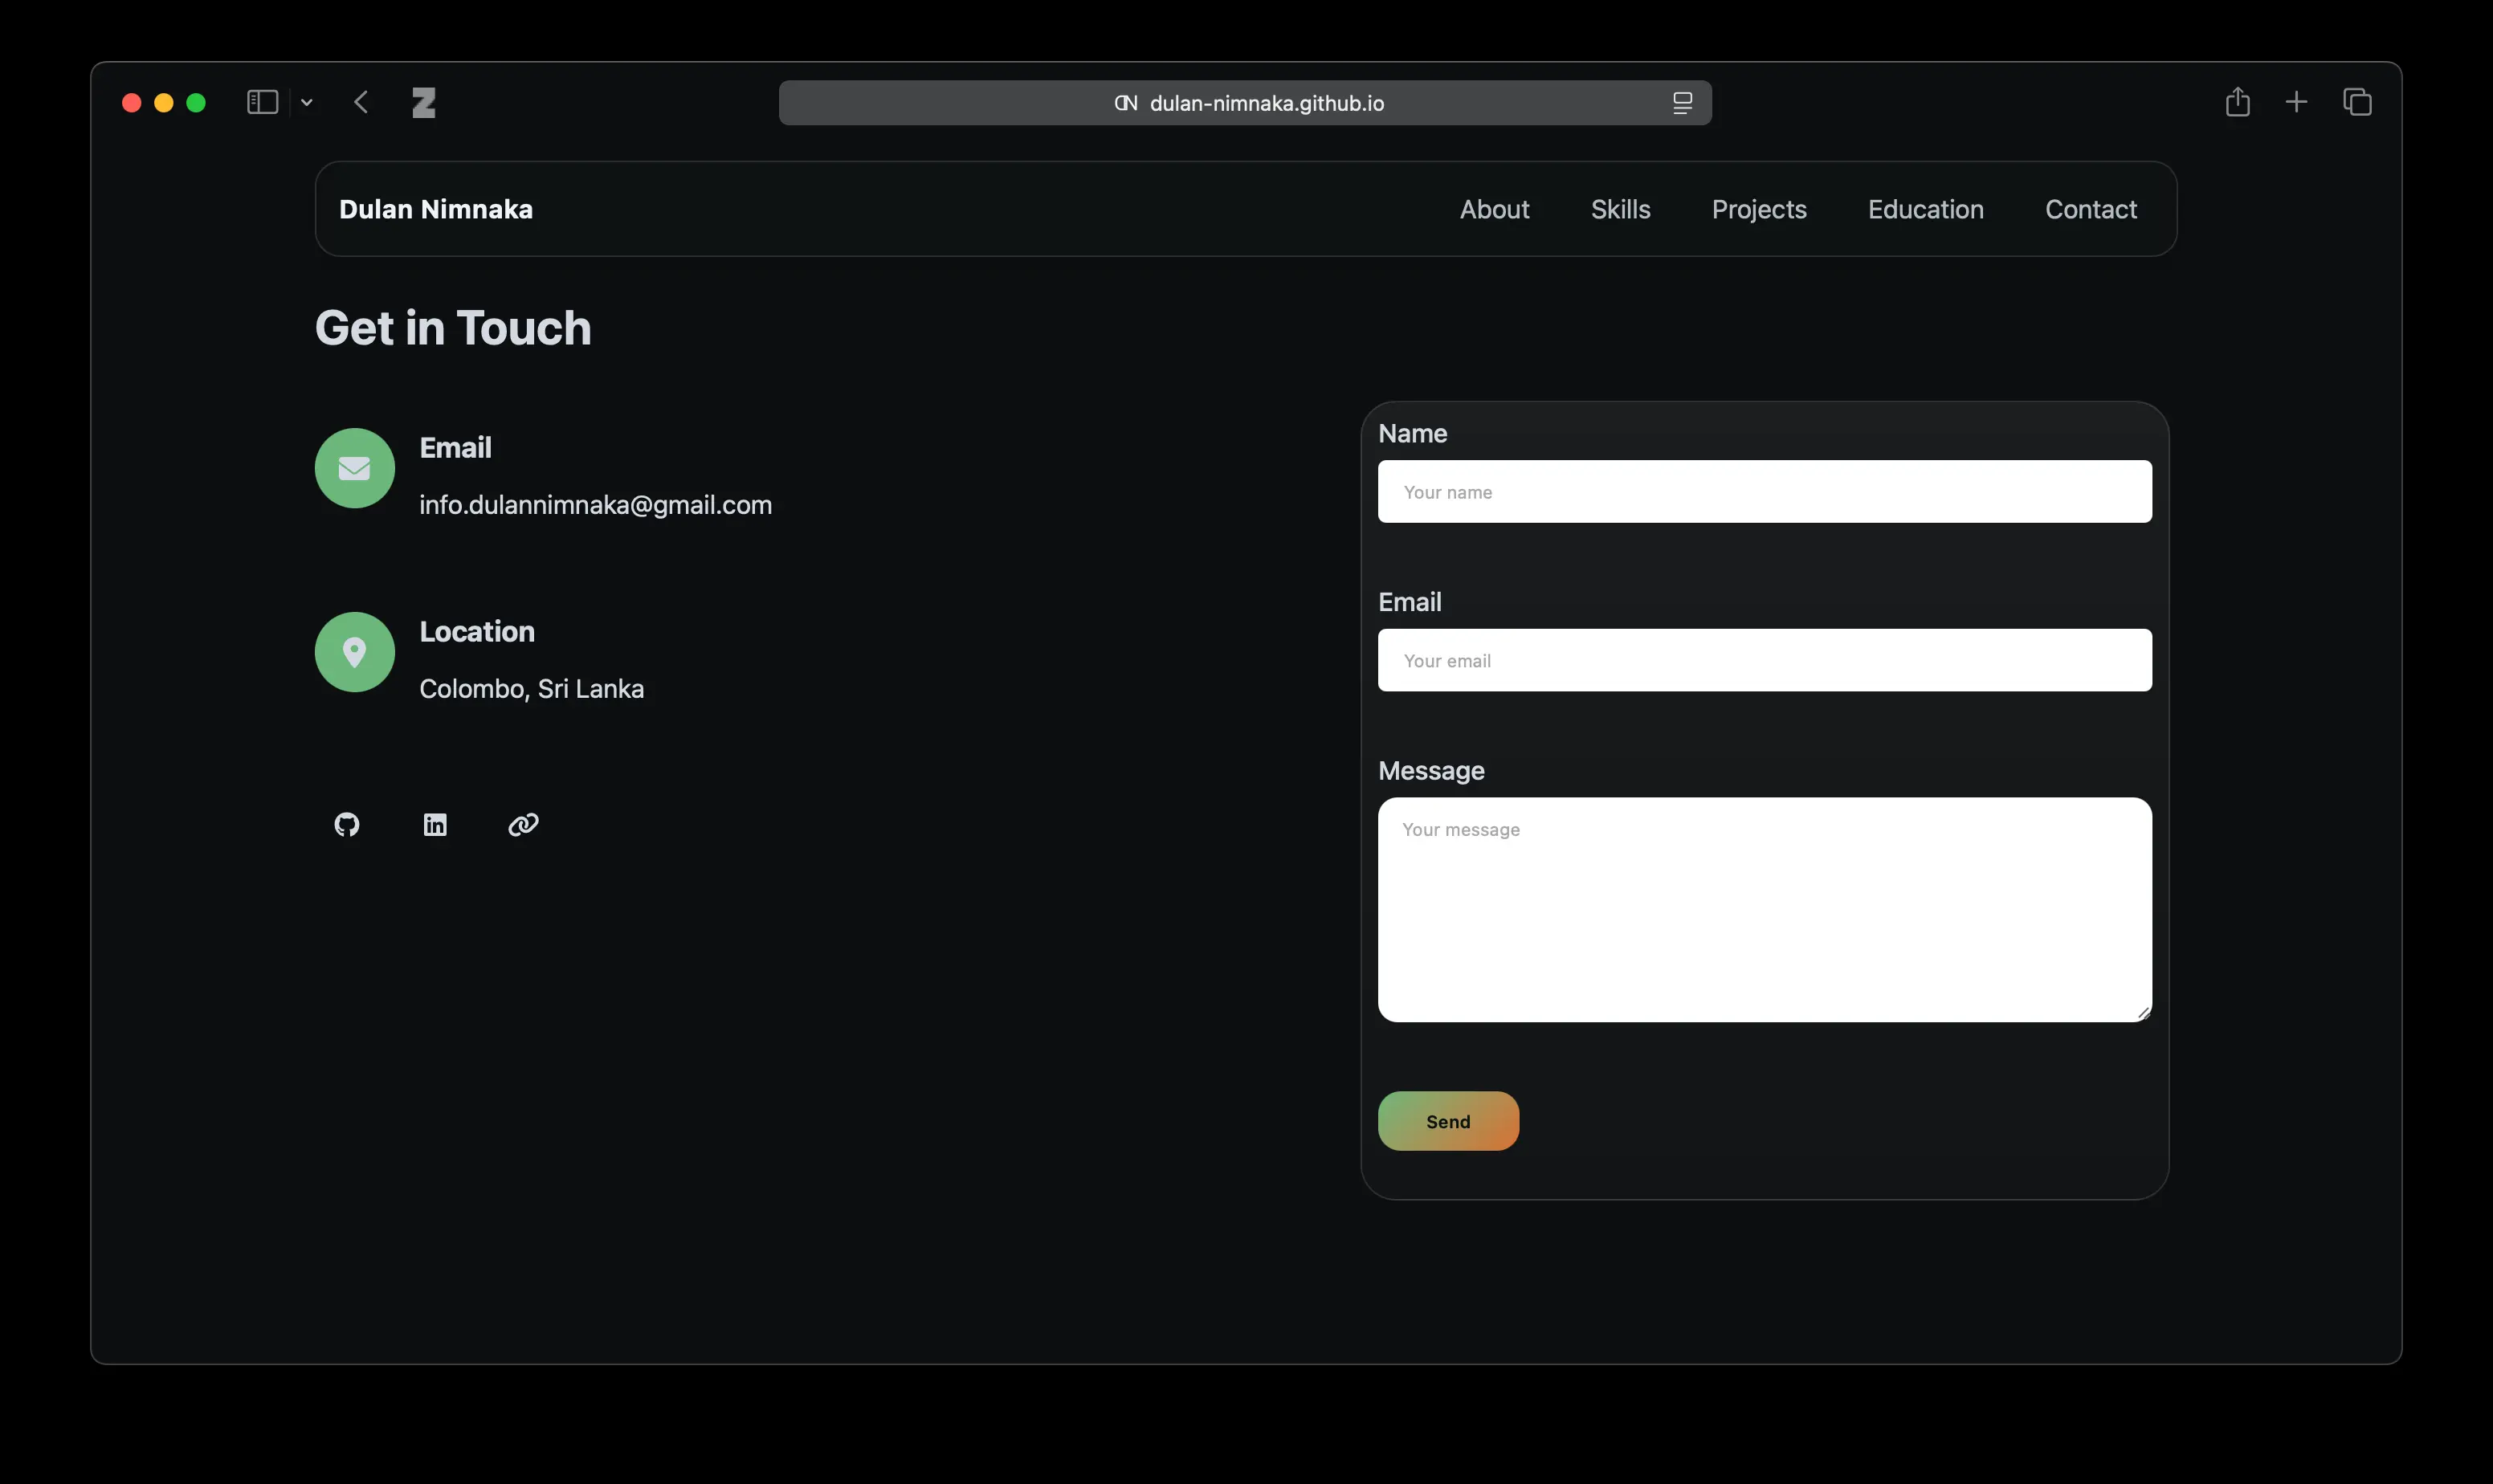 dulan-nimnaka.github.io
Dulan Nimnaka
About Skills Projects Education Contact
Get in Touch
Email
info.dulannimnaka@gmail.com
Location
Colombo, Sri Lanka
Name
Your name
Email
Your email
Message
Your message
Send